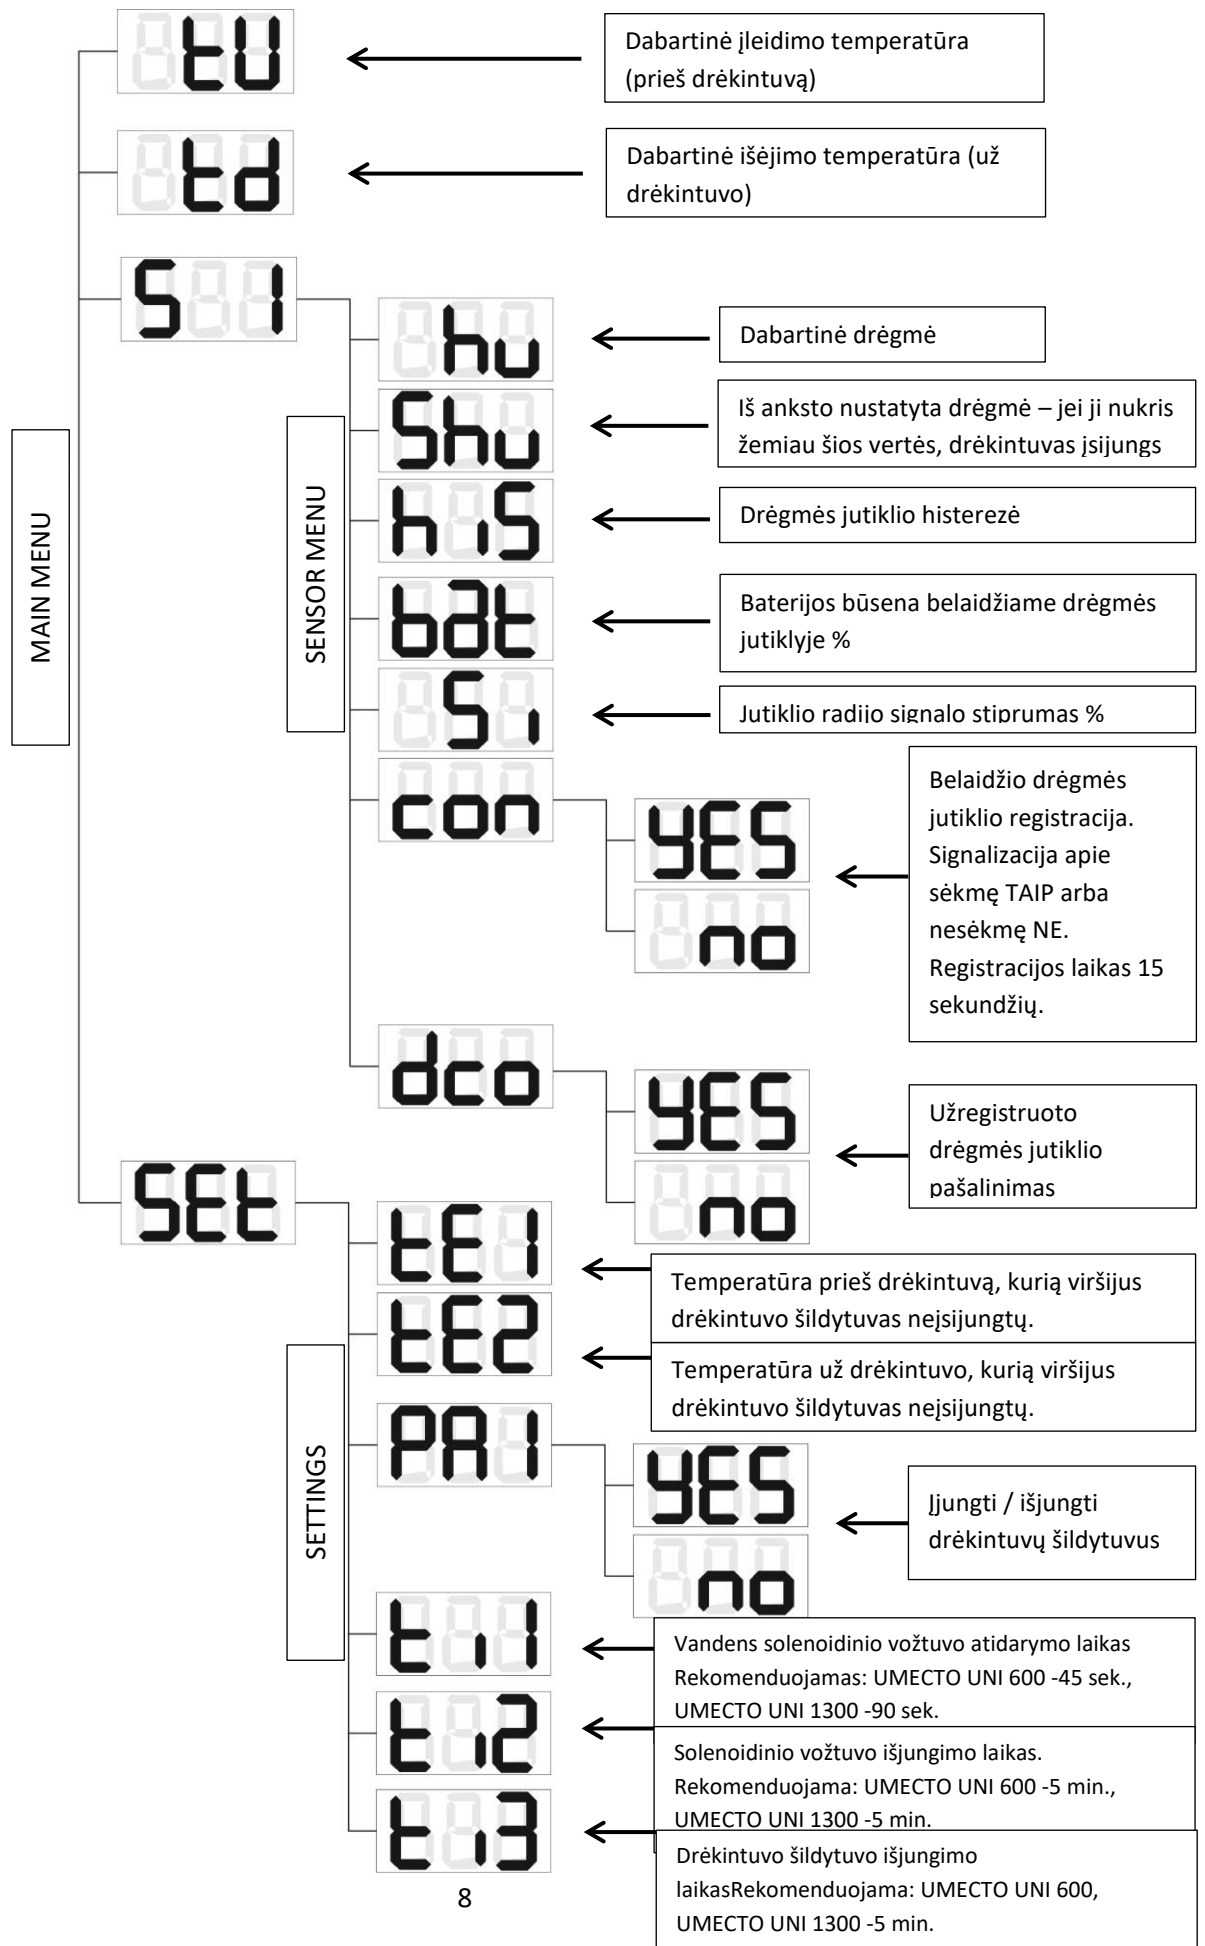 tU
Dabartinė įleidimo temperatūra
(prieš drėkintuvą)
td
Dabartinė išėjimo temperatūra (už
drėkintuvo)
S 1
MAIN MENU
SENSOR MENU
hu
Dabartinė drėgmė
Shu
Iš anksto nustatyta drėgmė – jei ji nukris
žemiau šios vertės, drėkintuvas įsijungs
hiS
Drėgmės jutiklio histerezė
bat
Baterijos būsena belaidžiame drėgmės
jutiklyje %
Si
Jutiklio radijo signalo stiprumas %
con
YES
no
Belaidžio drėgmės
jutiklio registracija.
Signalizacija apie
sėkmę TAIP arba
nesėkmę NE.
Registracijos laikas 15
sekundžių.
dco
YES
no
Užregistruoto
drėgmės jutiklio
pašalinimas
SEt
SETTINGS
tE1
Temperatūra prieš drėkintuvą, kurią viršijus
drėkintuvo šildytuvas neįsijungtų.
tE2
Temperatūra už drėkintuvo, kurią viršijus
drėkintuvo šildytuvas neįsijungtų.
PA1
YES
no
Įjungti / išjungti
drėkintuvų šildytuvus
ti1
Vandens solenoidinio vožtuvo atidarymo laikas
Rekomenduojamas: UMECTO UNI 600 -45 sek.,
UMECTO UNI 1300 -90 sek.
ti2
Solenoidinio vožtuvo išjungimo laikas.
Rekomenduojama: UMECTO UNI 600 -5 min.,
UMECTO UNI 1300 -5 min.
ti3
Drėkintuvo šildytuvo išjungimo
laikasRekomenduojama: UMECTO UNI 600,
UMECTO UNI 1300 -5 min.
8